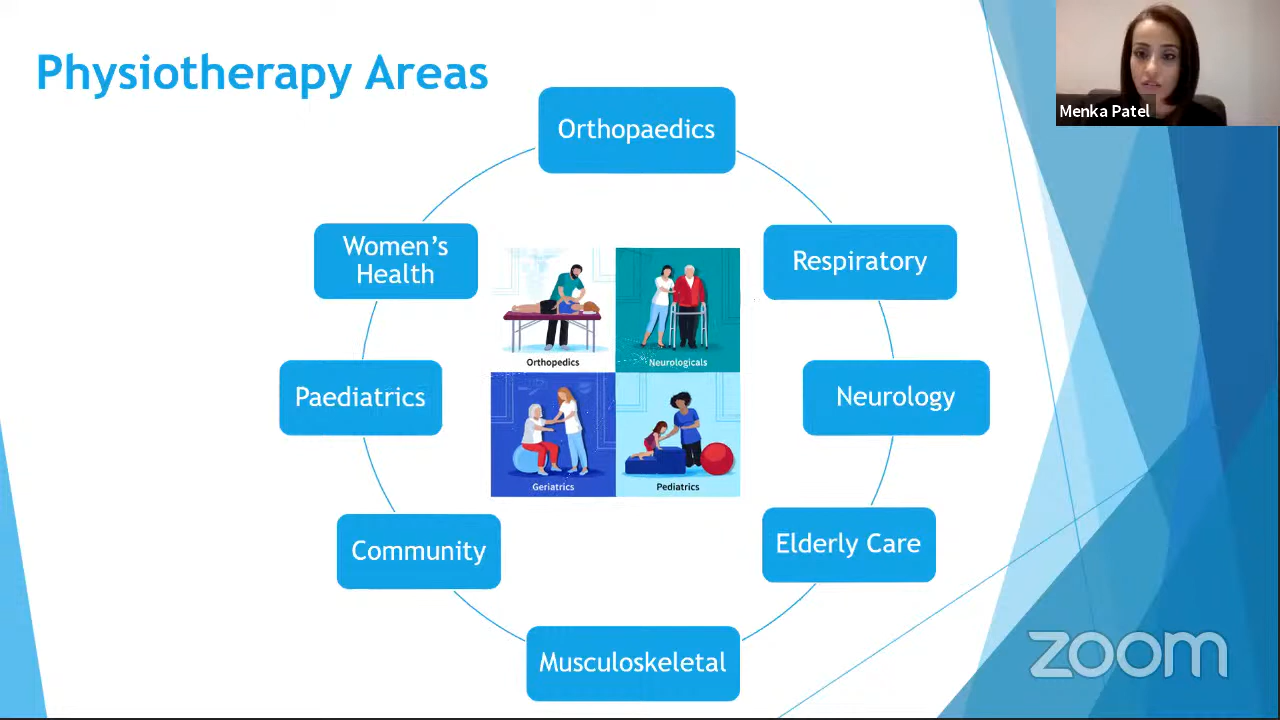 Physiotherapy Areas
Menka Patel
Orthopaedics
Women's
Health
Respiratory
Orthopedics
Neurologicals
Paediatrics
Neurology
Geriatrics
Pediatrics
Community
Elderly Care
Musculoskeletal
zoom